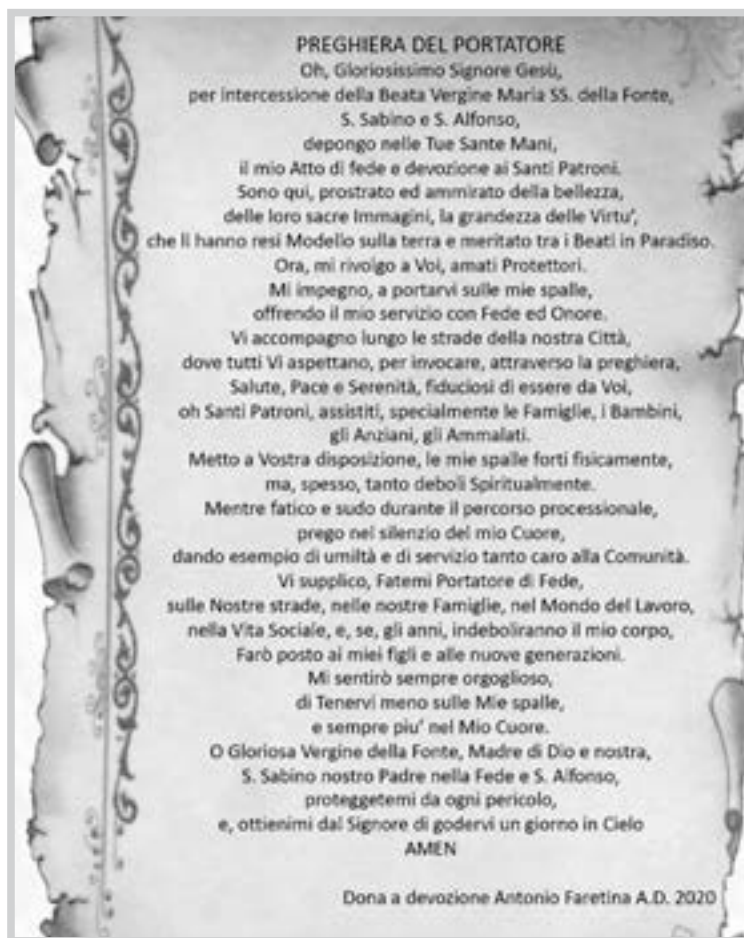 PREGHIERA DEL PORTATORE
Oh, Gloriosissimo Signore Gesù,
per intercessione della Beata Vergine Maria SS. della Fonte,
S. Sabino e S. Alfonso,
depongo nelle Tue Sante Mani,
il mio Atto di fede e devozione ai Santi Patroni.
Sono qui, prostrato ed ammirato della bellezza,
delle loro sacre Immagini, la grandezza delle Virtu',
che li hanno resi Modello sulla terra e meritato tra i Beati in Paradiso.
Ora, mi rivolgo a Voi, amati Protettori.
Mi impegno, a portarvi sulle mie spalle,
offrendo il mio servizio con Fede ed Onore.
Vi accompagno lungo le strade della nostra Città,
dove tutti Vi aspettano, per invocare, attraverso la preghiera,
Salute, Pace e Serenità, fiduciosi di essere da Voi,
oh Santi Patroni, assistiti, specialmente le Famiglie, i Bambini,
gli Anziani, gli Ammalati.
Metto a Vostra disposizione, le mie spalle forti fisicamente,
ma, spesso, tanto deboli Spiritualmente.
Mentre fatico e sudo durante il percorso processionale,
prego nel silenzio del mio Cuore,
dando esempio di umiltà e di servizio tanto caro alla Comunità.
Vi supplico, Fatemi Portatore di Fede,
sulle Nostre strade, nelle nostre Famiglie, nel Mondo del Lavoro,
nella Vita Sociale, e, se, gli anni, indeboliranno il mio corpo,
Farò posto ai miei figli e alle nuove generazioni.
Mi sentirò sempre orgoglioso,
di Tenervi meno sulle Mie spalle,
e sempre piu' nel Mio Cuore.
O Gloriosa Vergine della Fonte, Madre di Dio e nostra,
S. Sabino nostro Padre nella Fede e S. Alfonso,
proteggetemi da ogni pericolo,
e, ottienimi dal Signore di godervi un giorno in Cielo
AMEN
Dona a devozione Antonio Faretina A.D. 2020